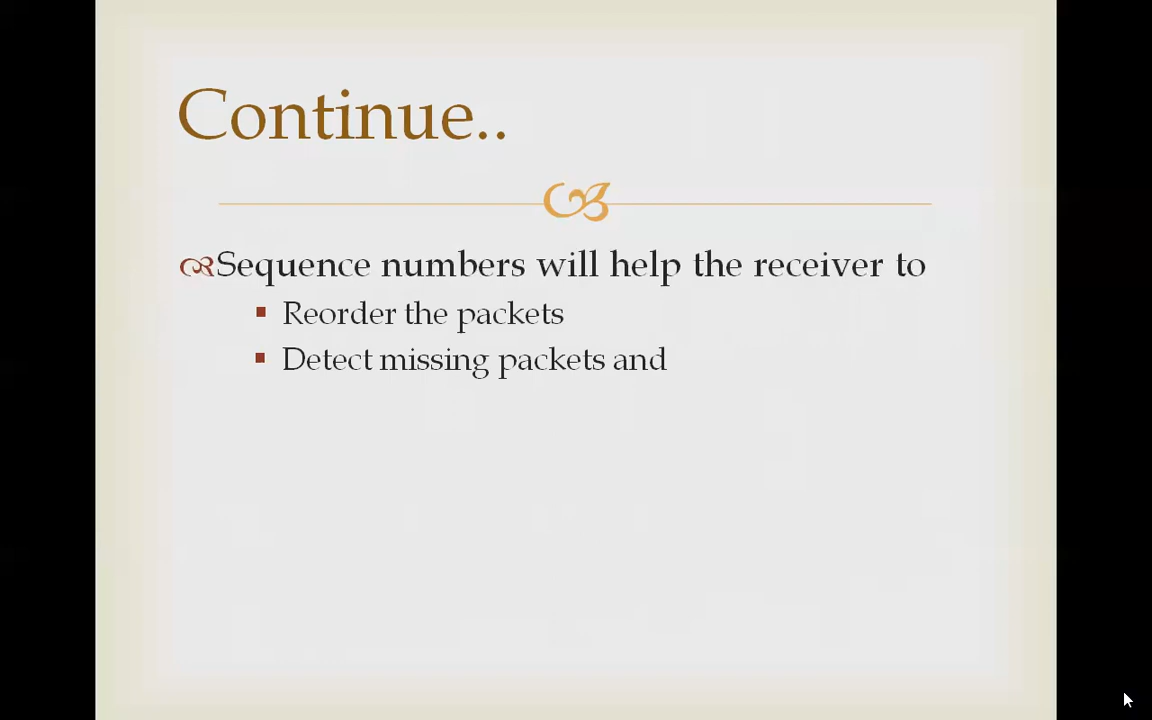 Continue..
Sequence numbers will help the receiver to
Reorder the packets
Detect missing packets and